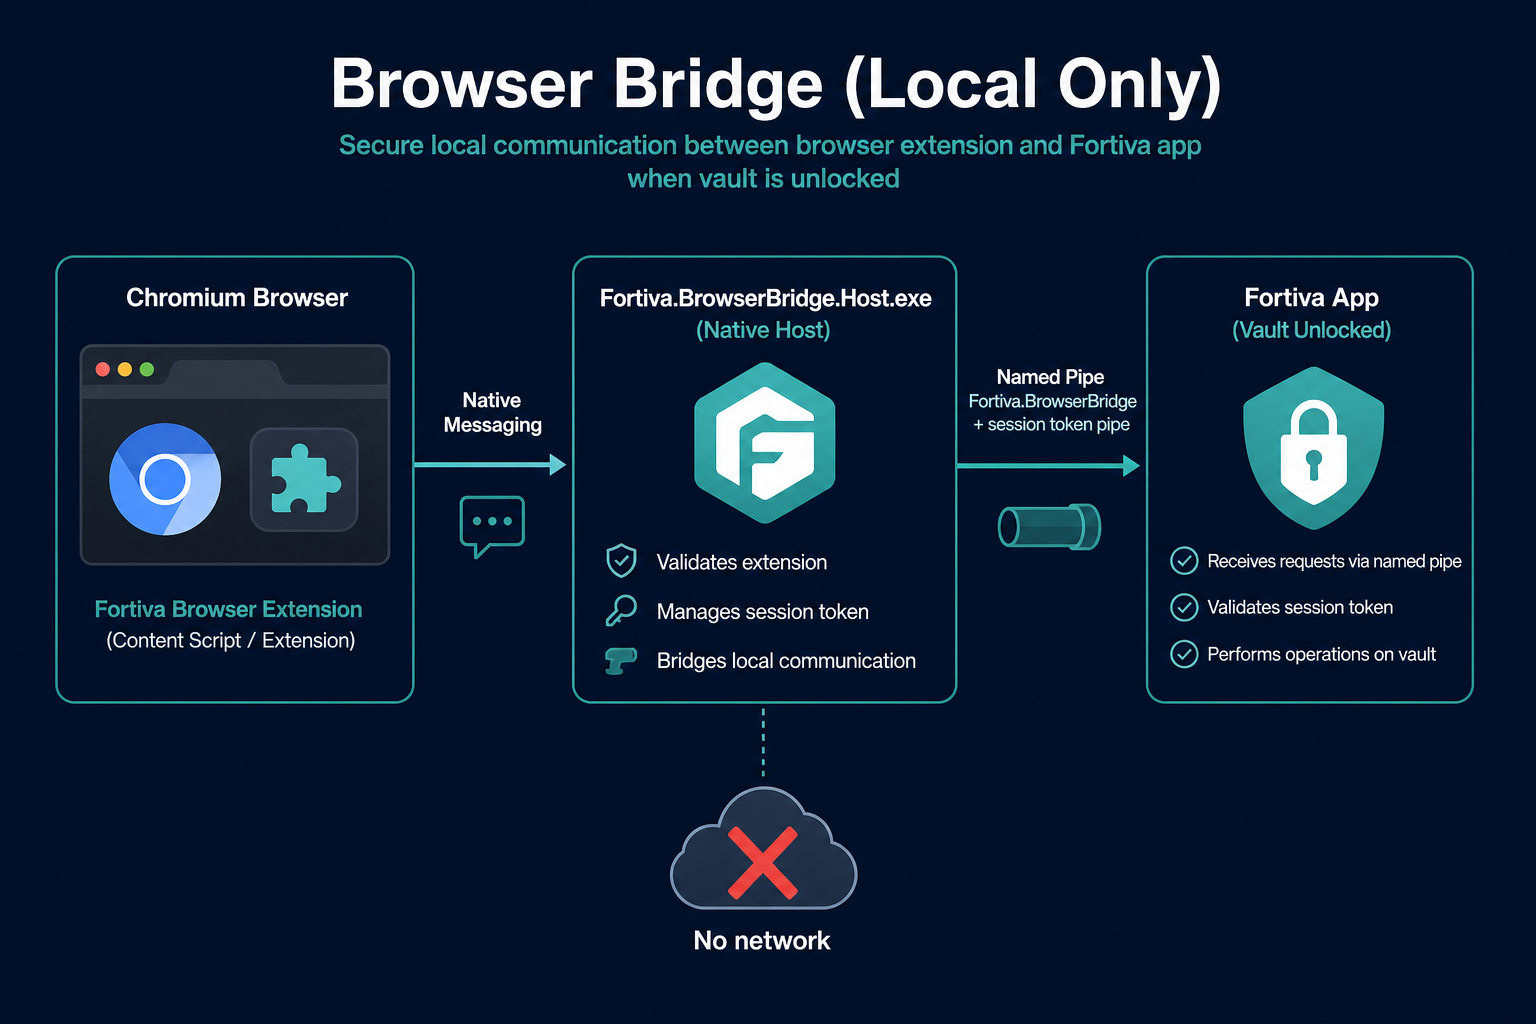 Browser Bridge (Local Only)
Secure local communication between browser extension and Fortiva app
when vault is unlocked
Chromium Browser
Fortiva Browser Extension
(Content Script / Extension)
Native
Messaging
Fortiva.BrowserBridge.Host.exe
(Native Host)
Validates extension
Manages session token
Bridges local communication
Named Pipe
Fortiva.BrowserBridge
+ session token pipe
Fortiva App
(Vault Unlocked)
Receives requests via named pipe
Validates session token
Performs operations on vault
No network